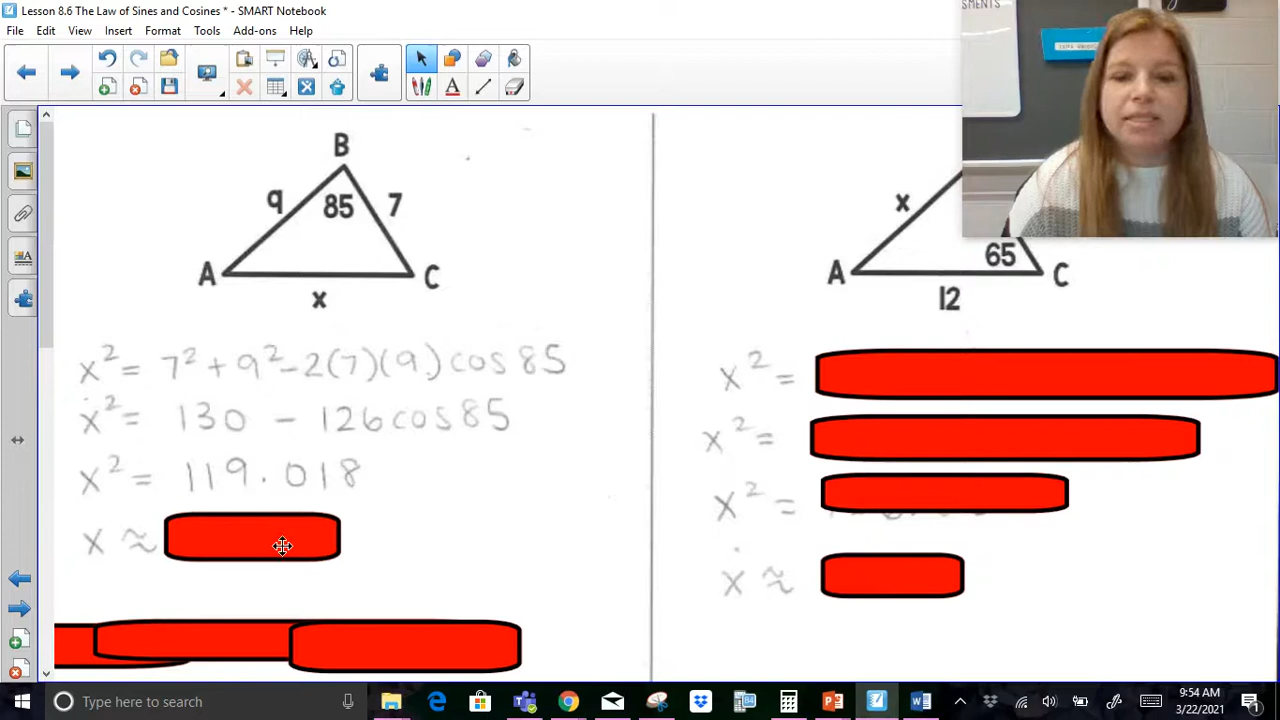 Lesson 8.6 The Law of Sines and Cosines * - SMART Notebook
File Edit View Insert Format Tools Add-ons Help
B
9 85 7
A C
x
x² = 7² + 9² - 2(7)(9) cos 85
x² = 130 - 126 cos 85
x² = 119.018
x ≈
x
65
A C
12
x² =
x² =
x² =
x ≈
Type here to search
9:54 AM
3/22/2021